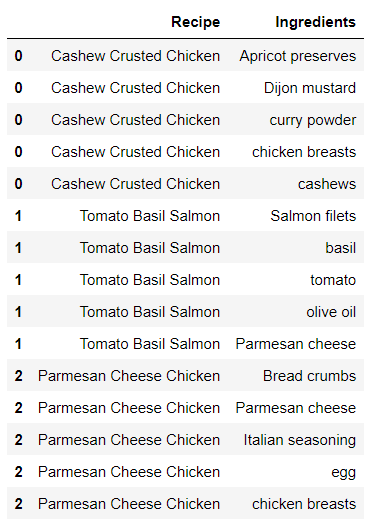 Recipe Ingredients
0 Cashew Crusted Chicken Apricot preserves
0 Cashew Crusted Chicken Dijon mustard
0 Cashew Crusted Chicken curry powder
0 Cashew Crusted Chicken chicken breasts
0 Cashew Crusted Chicken cashews
1 Tomato Basil Salmon Salmon filets
1 Tomato Basil Salmon basil
1 Tomato Basil Salmon tomato
1 Tomato Basil Salmon olive oil
1 Tomato Basil Salmon Parmesan cheese
2 Parmesan Cheese Chicken Bread crumbs
2 Parmesan Cheese Chicken Parmesan cheese
2 Parmesan Cheese Chicken Italian seasoning
2 Parmesan Cheese Chicken egg
2 Parmesan Cheese Chicken chicken breasts